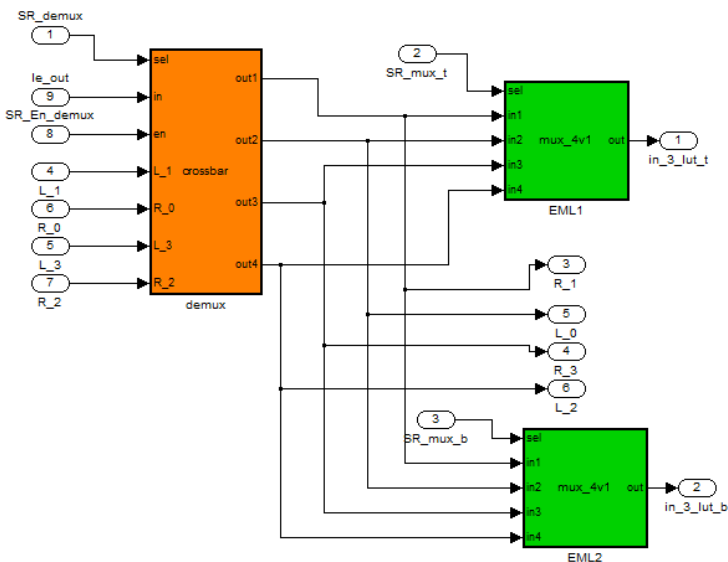 SR_demux
1
Ie_out
9
SR_En_demux
8
4
L_1
6
R_0
5
L_3
7
R_2
sel
in
en
L_1
R_0
L_3
R_2
crossbar
out1
out2
out3
out4
demux
2
SR_mux_t
sel
in1
in2
in3
in4
mux_4v1
out
EML1
1
in_3_lut_t
3
R_1
5
L_0
4
R_3
6
L_2
3
SR_mux_b
sel
in1
in2
in3
in4
mux_4v1
out
EML2
2
in_3_lut_b